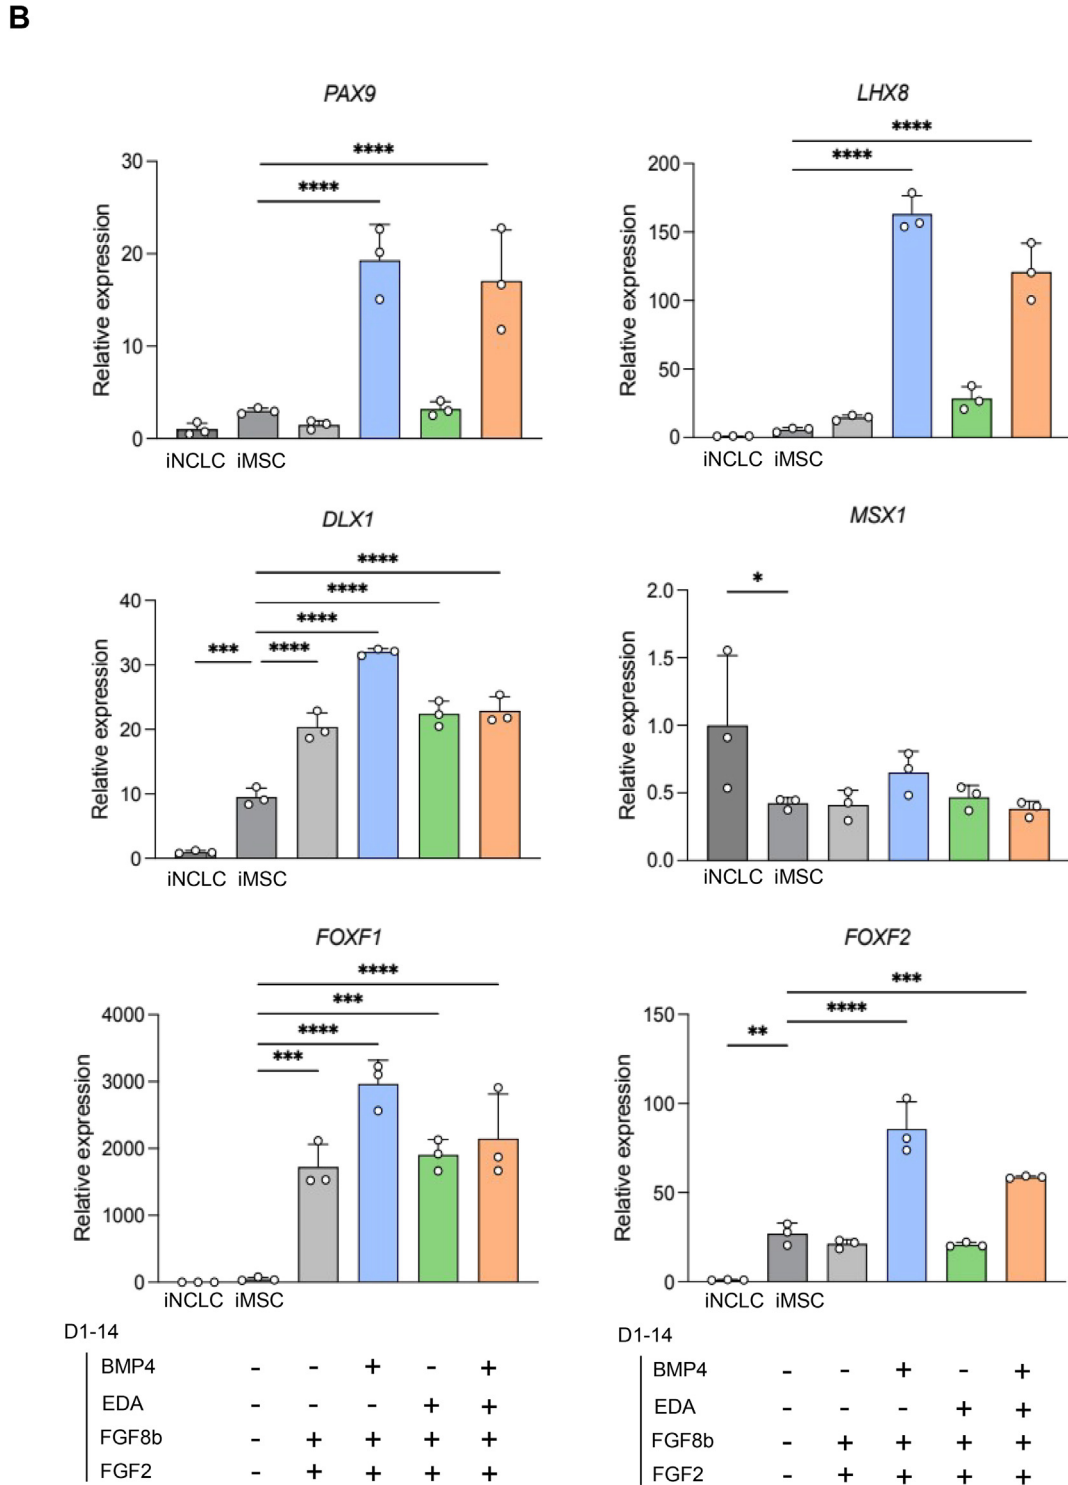 B
PAX9
LHX8
****
****
****
****
Relative expression
30
20
10
0
iNCLC iMSC
Relative expression
200
150
100
50
0
iNCLC iMSC
DLX1
MSX1
****
****
****
*** ****
Relative expression
40
30
20
10
0
iNCLC iMSC
*
Relative expression
2.0
1.5
1.0
0.5
0.0
iNCLC iMSC
FOXF1
FOXF2
****
***
****
***
Relative expression
4000
3000
2000
1000
0
iNCLC iMSC
***
****
**
Relative expression
150
100
50
0
iNCLC iMSC
D1-14
BMP4 - - + - +
EDA - - - + +
FGF8b - + + + +
FGF2 - + + + +
D1-14
BMP4 - - + - +
EDA - - - + +
FGF8b - + + + +
FGF2 - + + + +